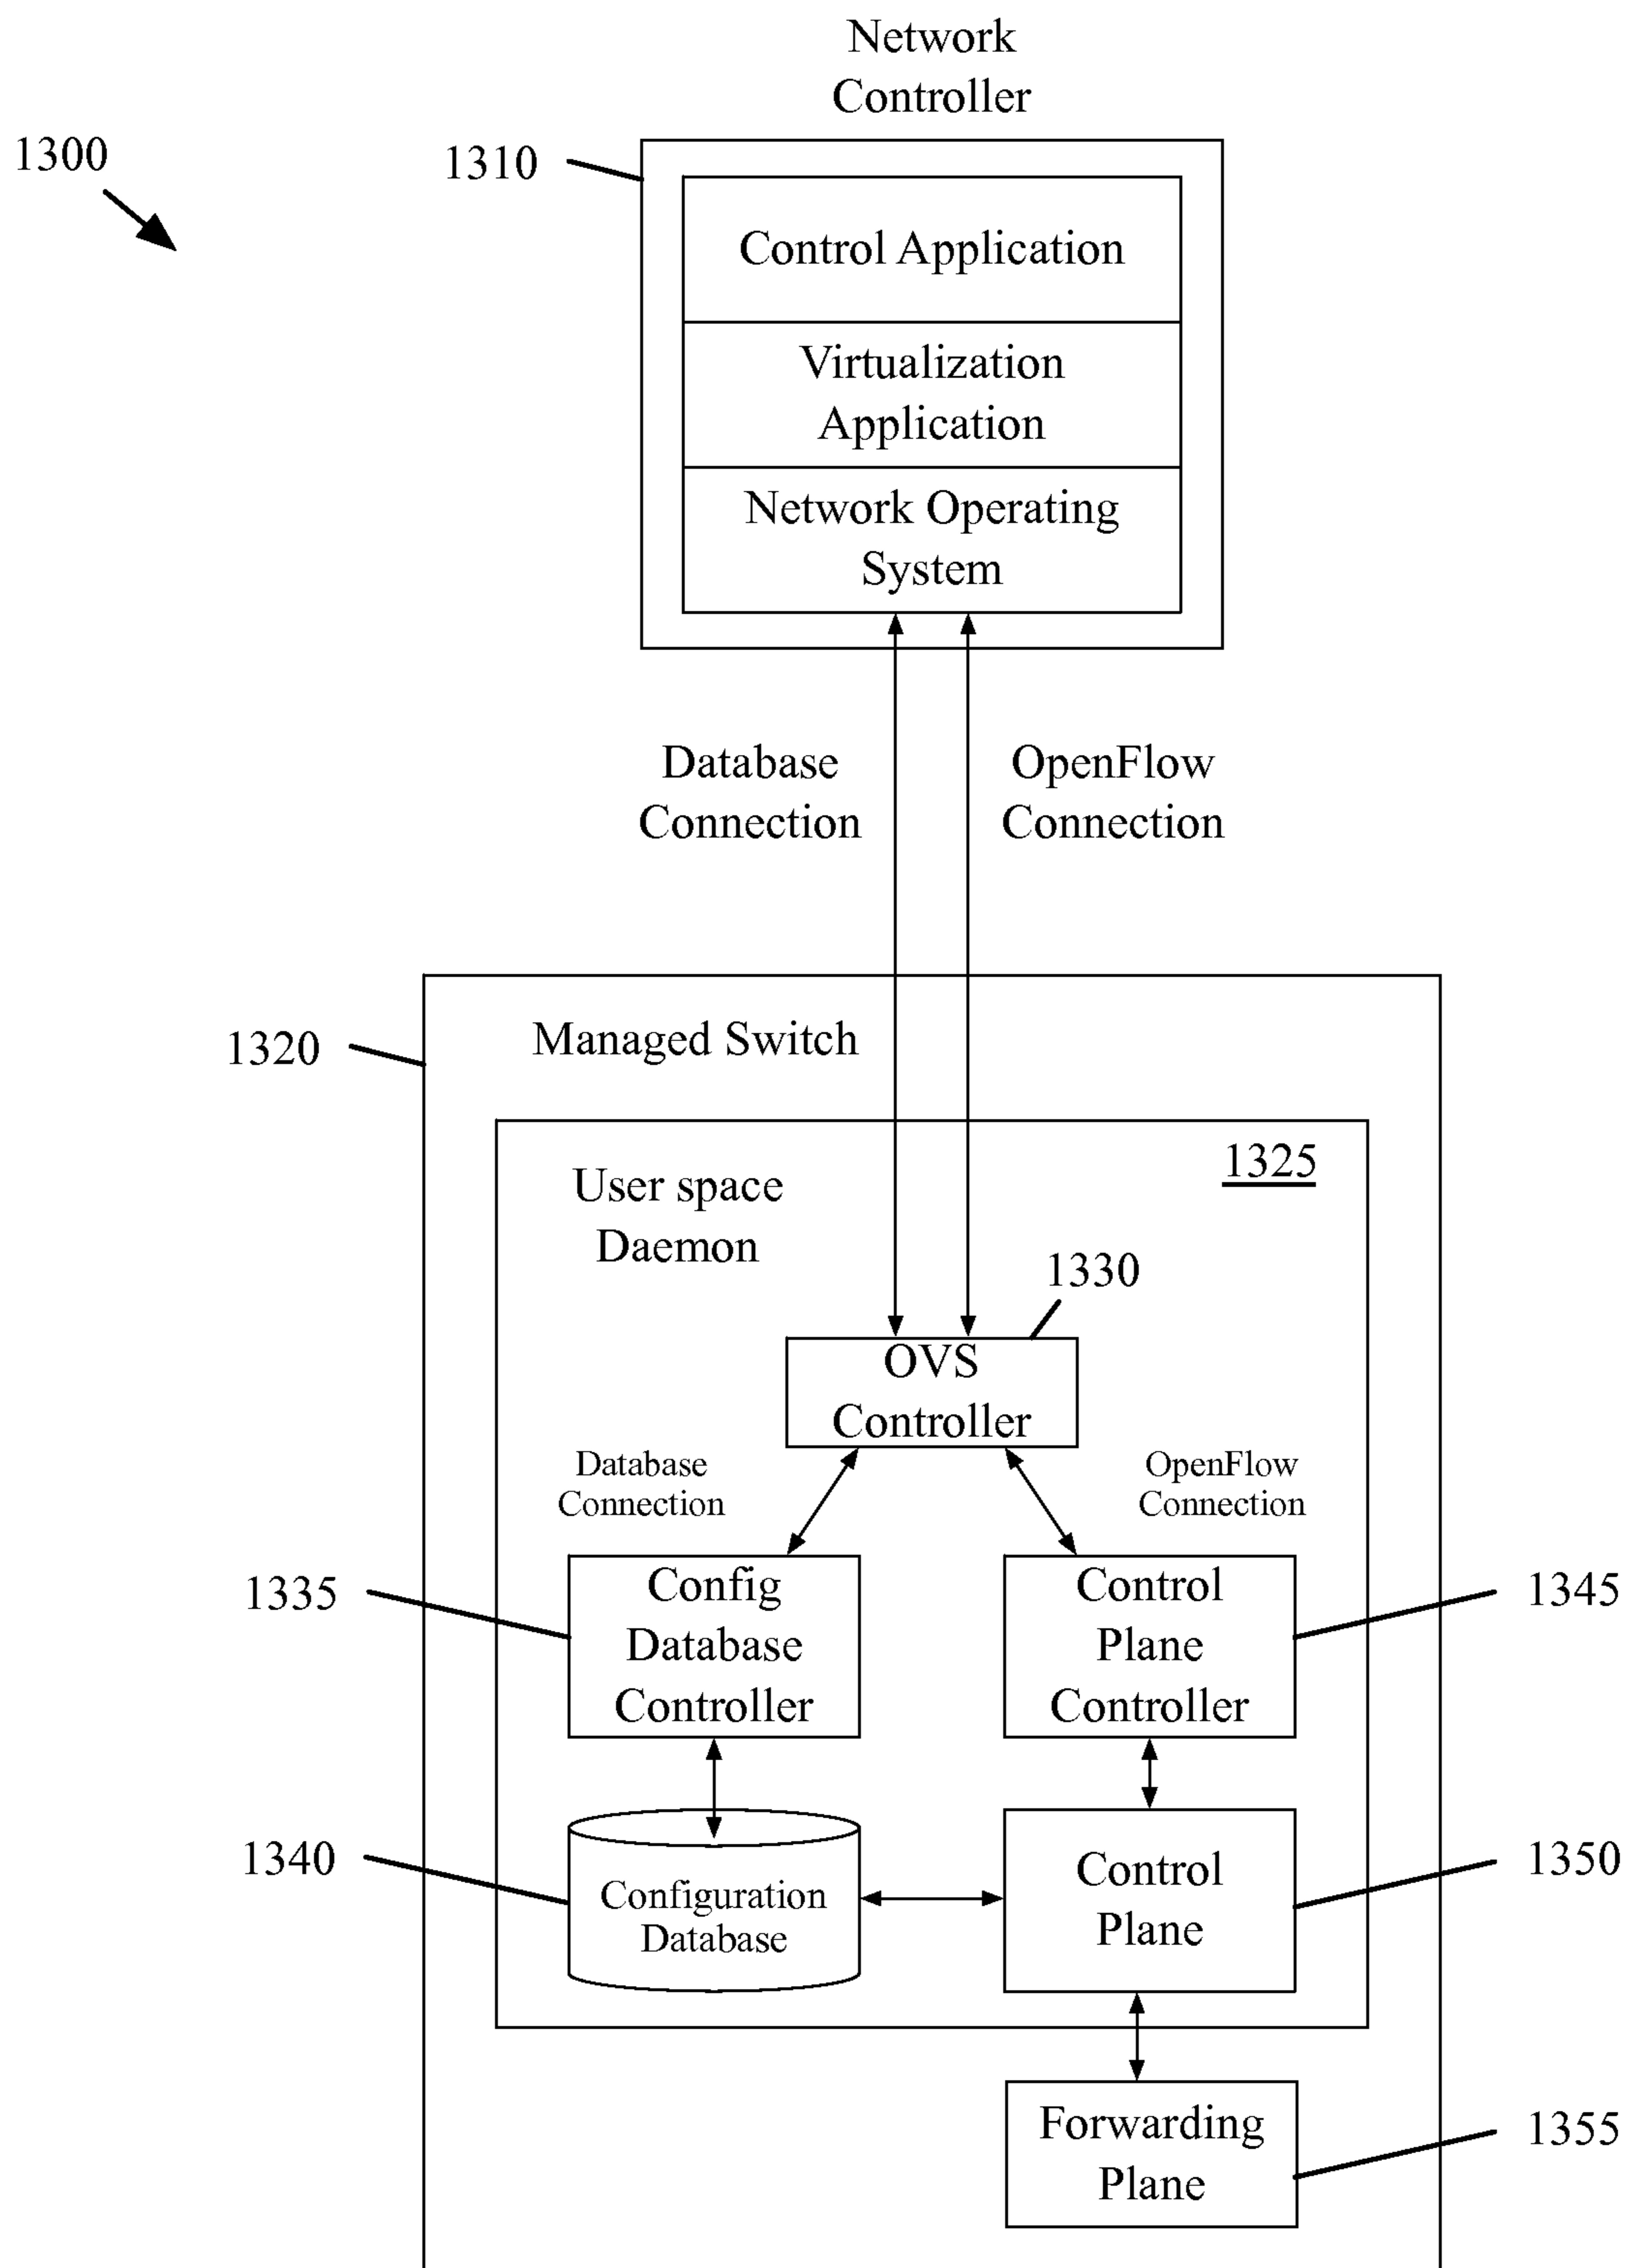 Network
Controller
1300
1310
Control Application
Virtualization
Application
Network Operating
System
Database
Connection
OpenFlow
Connection
1320
Managed Switch
1325
User space
Daemon
1330
OVS
Controller
Database
Connection
OpenFlow
Connection
1335
Config
Database
Controller
Control
Plane
Controller
1345
1340
Configuration
Database
Control
Plane
1350
Forwarding
Plane
1355